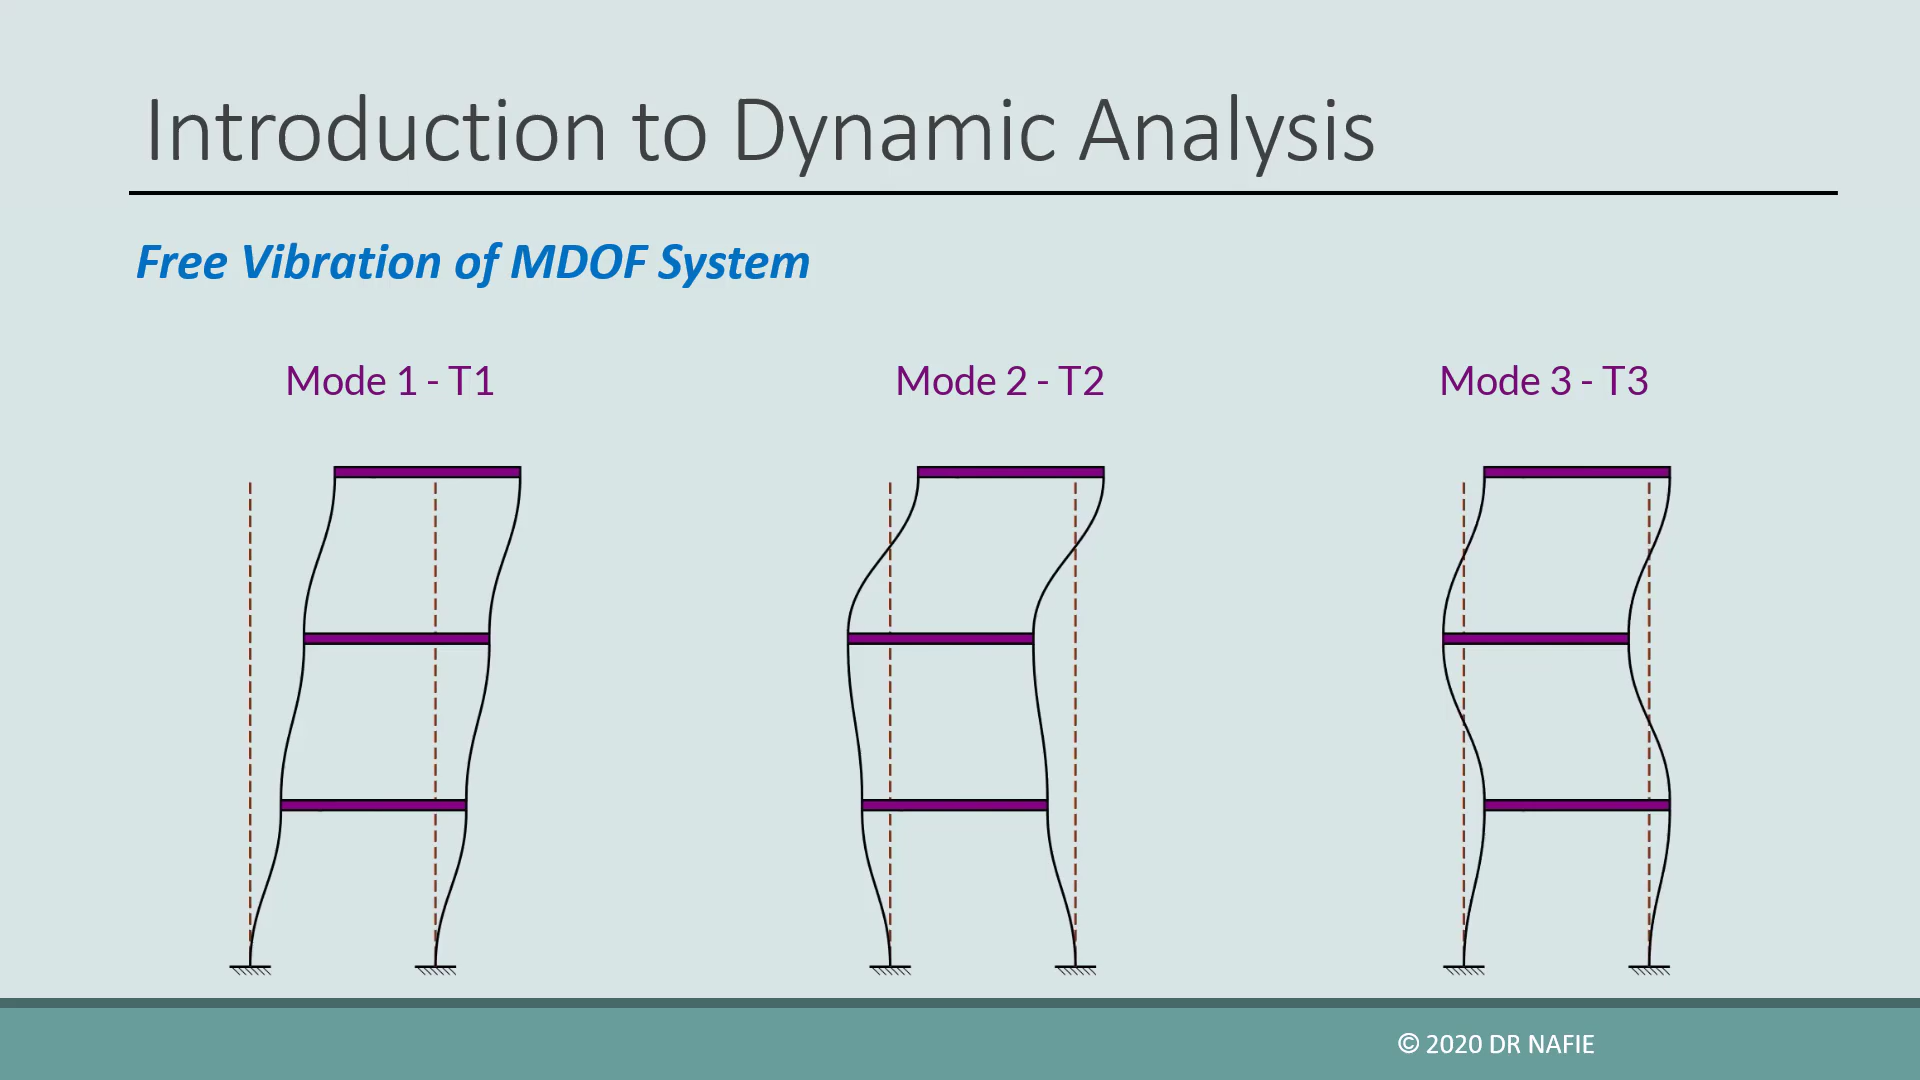 Introduction to Dynamic Analysis
Free Vibration of MDOF System
Mode 1 - T1
Mode 2 - T2
Mode 3 - T3
© 2020 DR NAFIE